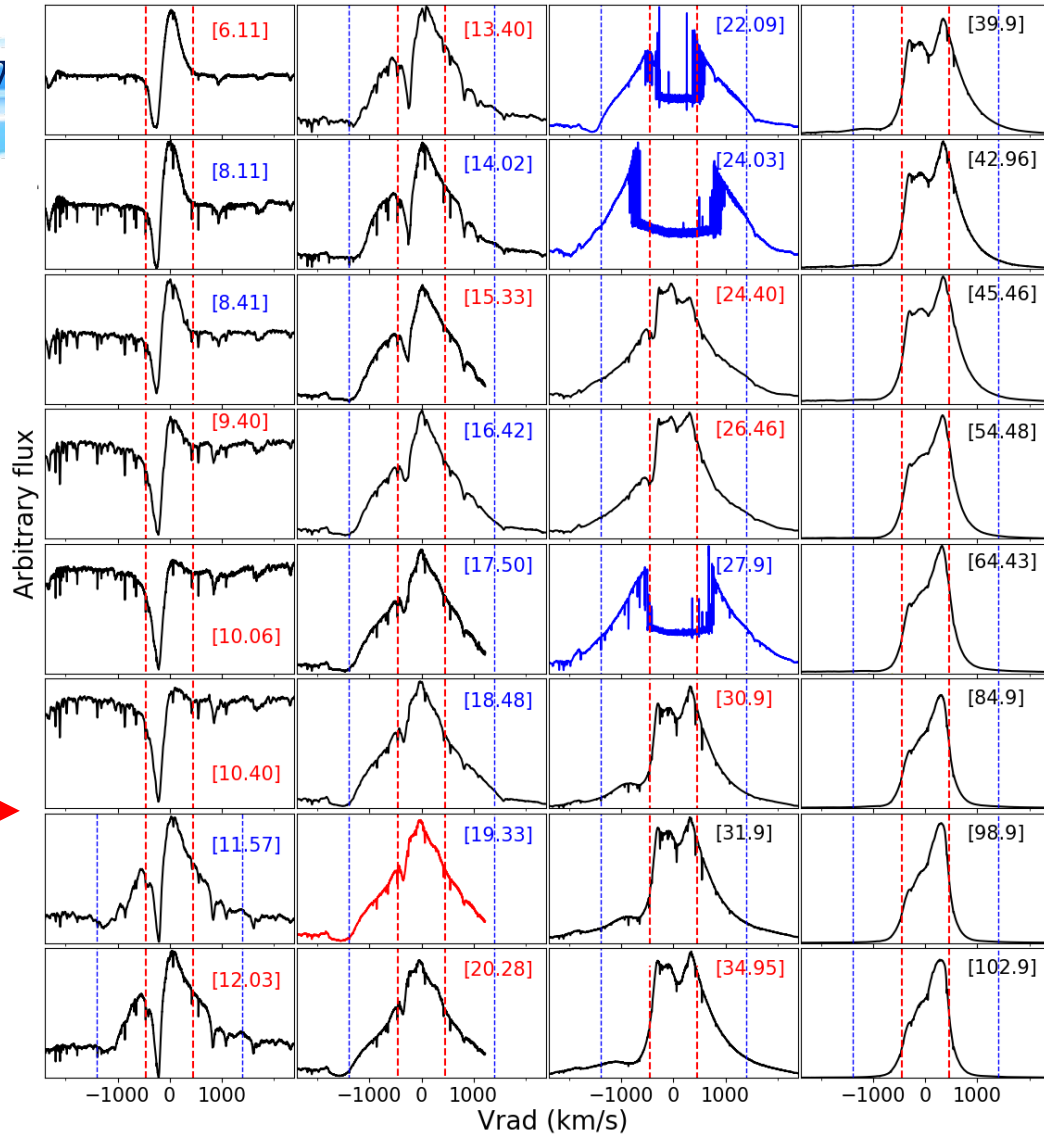 [6.11] [13.40] [22.09] [39.9]
[8.11] [14.02] [24.03] [42.96]
[8.41] [15.33] [24.40] [45.46]
[9.40] [16.42] [26.46] [54.48]
[10.06] [17.50] [27.9] [64.43]
[10.40] [18.48] [30.9] [84.9]
[11.57] [19.33] [31.9] [98.9]
[12.03] [20.28] [34.95] [102.9]
Arbitrary flux
−1000 0 1000 −1000 0 1000 −1000 0 1000 −1000 0 1000
Vrad (km/s)